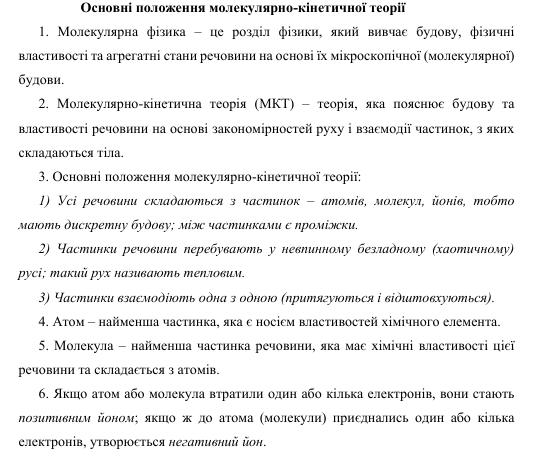 Основні положення молекулярно-кінетичної теорії
1. Молекулярна фізика – це розділ фізики, який вивчає будову, фізичні
властивості та агрегатні стани речовини на основі їх мікроскопічної (молекулярної)
будови.
2. Молекулярно-кінетична теорія (МКТ) – теорія, яка пояснює будову та
властивості речовини на основі закономірностей руху і взаємодії частинок, з яких
складаються тіла.
3. Основні положення молекулярно-кінетичної теорії:
1) Усі речовини складаються з частинок – атомів, молекул, йонів, тобто
мають дискретну будову; між частинками є проміжки.
2) Частинки речовини перебувають у невпинному безладному (хаотичному)
русі; такий рух називають тепловим.
3) Частинки взаємодіють одна з одною (притягуються і відштовхуються).
4. Атом – найменша частинка, яка є носієм властивостей хімічного елемента.
5. Молекула – найменша частинка речовини, яка має хімічні властивості цієї
речовини та складається з атомів.
6. Якщо атом або молекула втратили один або кілька електронів, вони стають
позитивним йоном; якщо ж до атома (молекули) приєднались один або кілька
електронів, утворюється негативний йон.